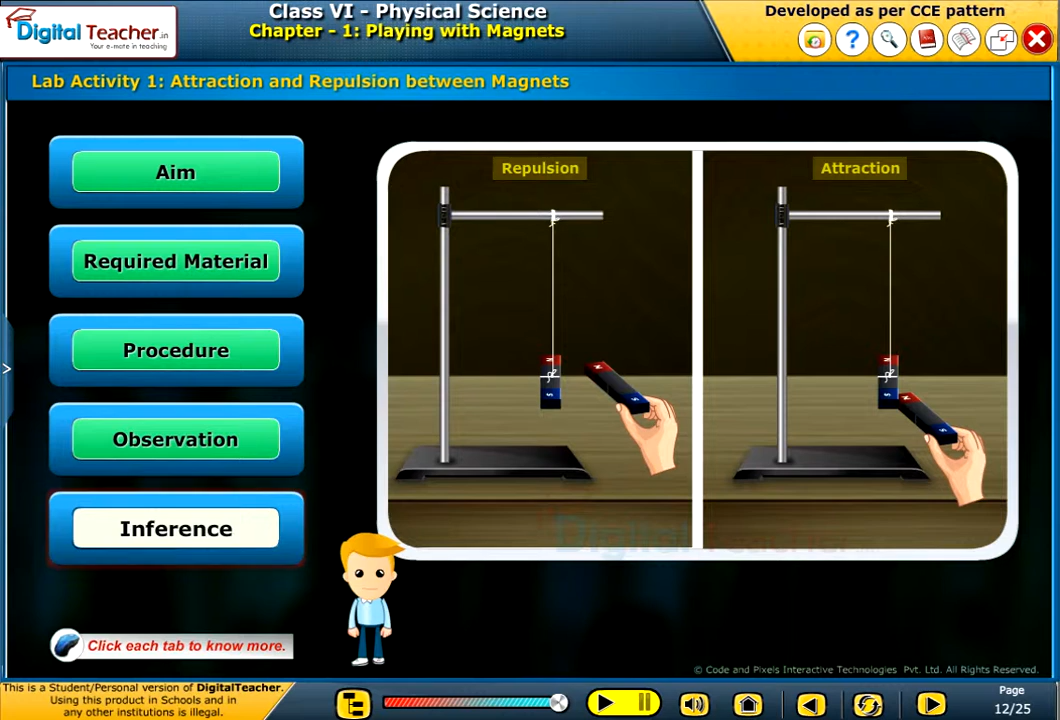 Digital Teacher.in
Your e-mate in teaching
Class VI - Physical Science
Chapter - 1: Playing with Magnets
Developed as per CCE pattern
Lab Activity 1: Attraction and Repulsion between Magnets
Aim
Required Material
Procedure
Observation
Inference
Click each tab to know more.
Repulsion
N
S
N
S
Attraction
N
S
N
S
Digital Teacher.in
© Code and Pixels Interactive Technologies Pvt. Ltd. All Rights Reserved.
This is a Student/Personal version of DigitalTeacher.
Using this product in Schools and in
any other institutions is illegal.
Page
12/25